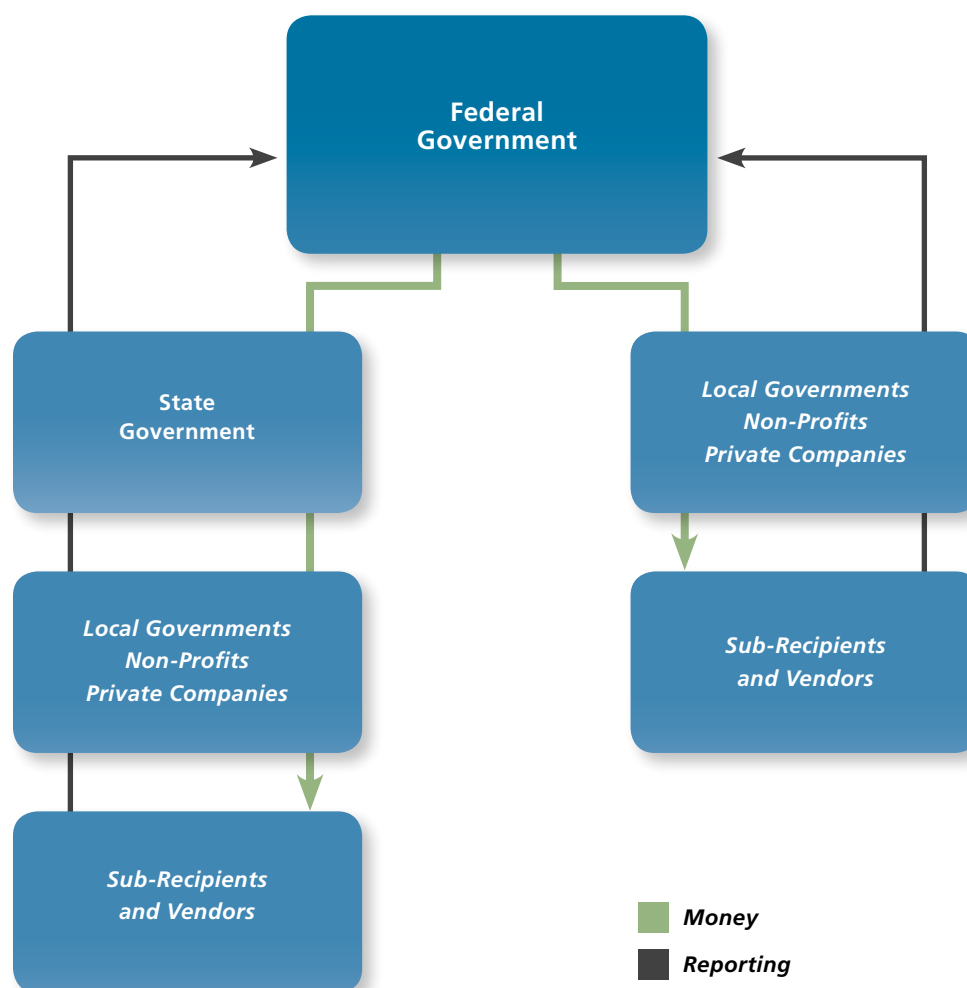 Federal
Government
State
Government
Local Governments
Non-Profits
Private Companies
Local Governments
Non-Profits
Private Companies
Sub-Recipients
and Vendors
Sub-Recipients
and Vendors
Money
Reporting